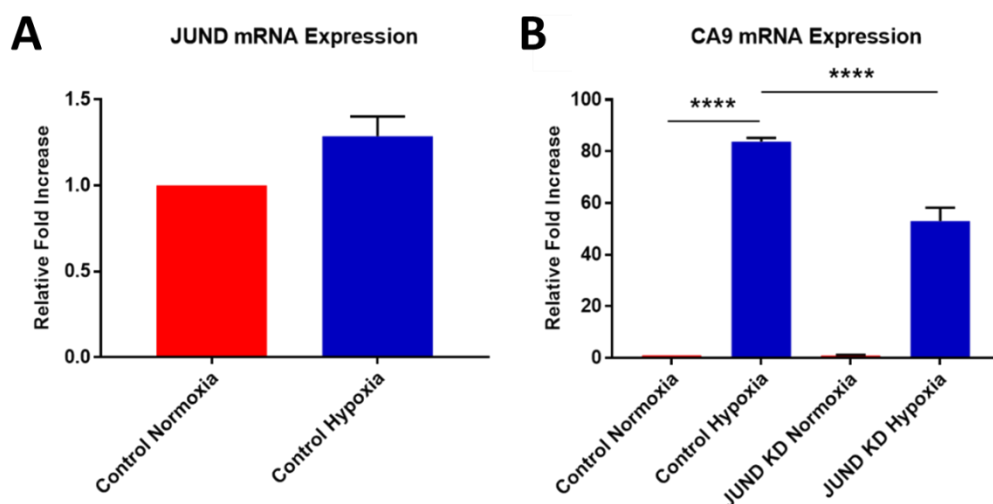 A
JUND mRNA Expression
Relative Fold Increase
1.5
1.0
0.5
0.0
Control Normoxia
Control Hypoxia
B
CA9 mRNA Expression
Relative Fold Increase
100
80
60
40
20
0
****
****
Control Normoxia
Control Hypoxia
JUND KD Normoxia
JUND KD Hypoxia